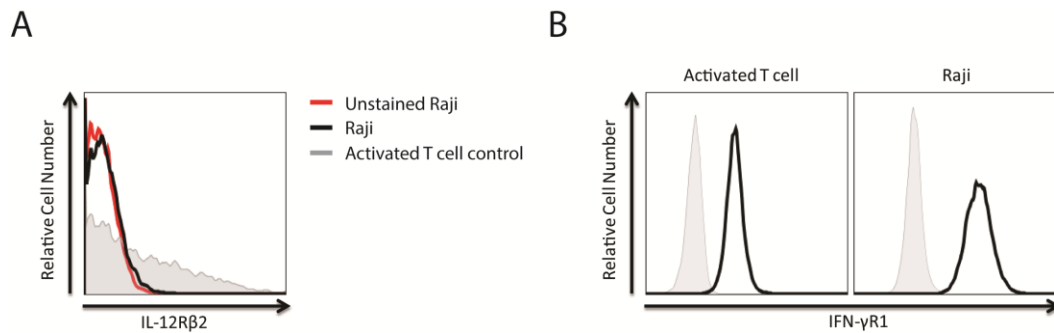 A
Relative Cell Number
IL-12Rβ2
Unstained Raji
Raji
Activated T cell control
B
Activated T cell
Raji
Relative Cell Number
IFN-γR1